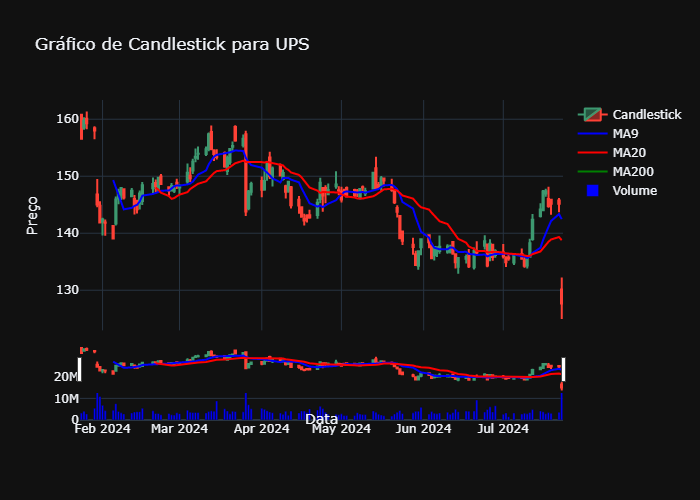 Gráfico de Candlestick para UPS
Candlestick
MA9
MA20
MA200
Volume
Preço
160
150
140
130
20M
10M
0
Data
Feb 2024 Mar 2024 Apr 2024 May 2024 Jun 2024 Jul 2024